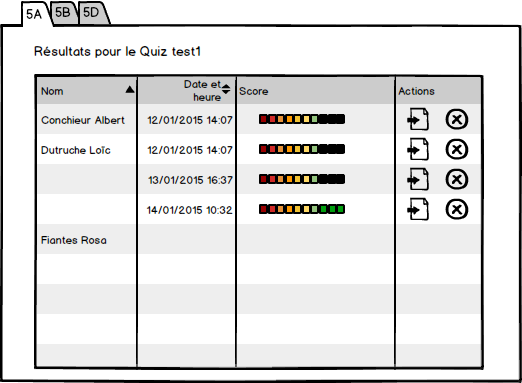 5A 5B 5D
Résultats pour le Quiz test1
Nom Date et heure Score Actions
Conchieur Albert 12/01/2015 14:07
Dutruche Loïc 12/01/2015 14:07
13/01/2015 16:37
14/01/2015 10:32
Fiantes Rosa